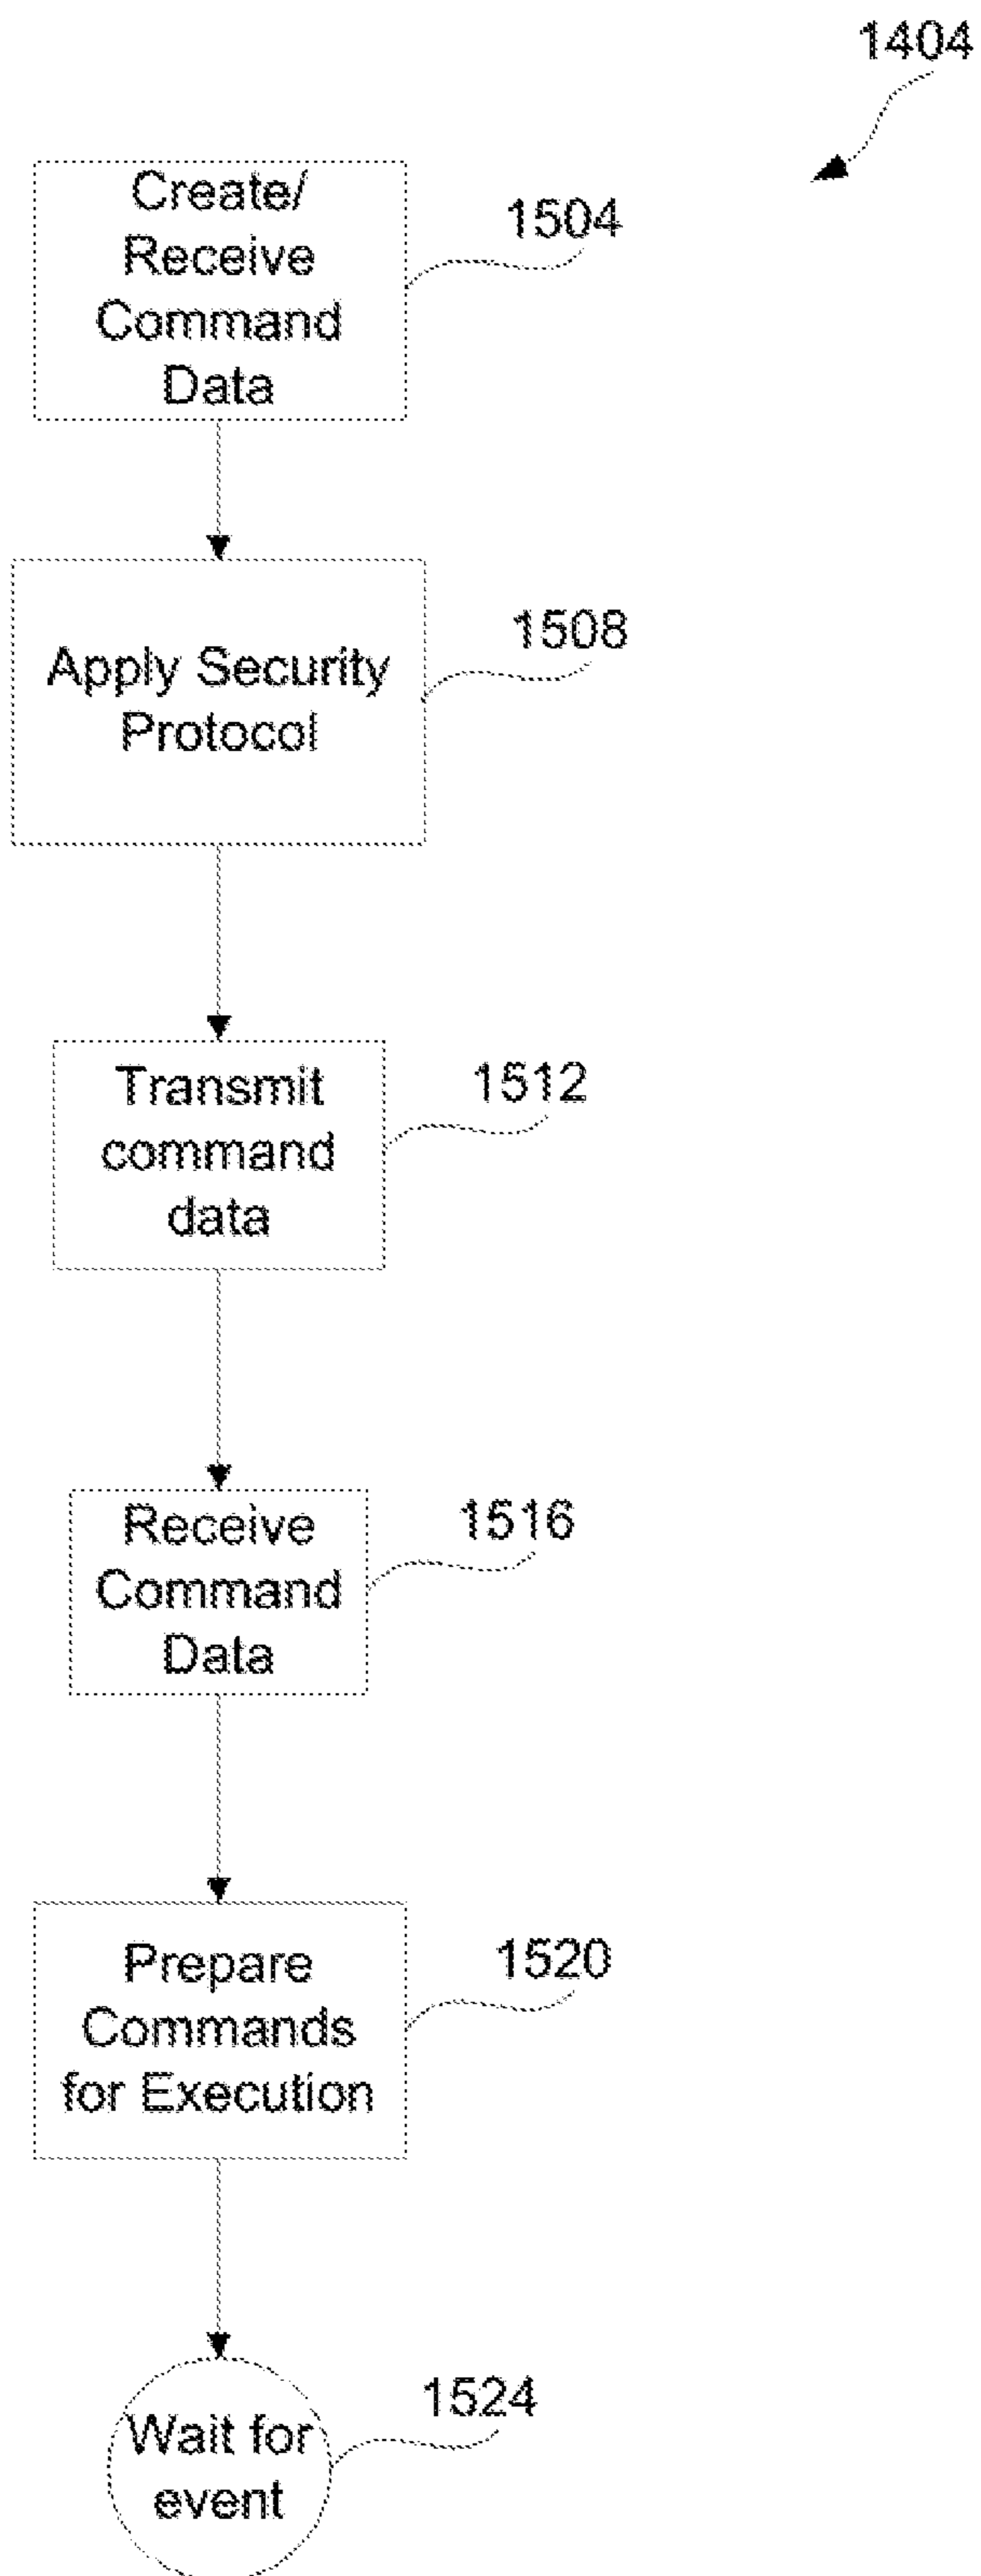 1404
Create/
Receive
Command
Data
1504
Apply Security
Protocol
1508
Transmit
command
data
1512
Receive
Command
Data
1516
Prepare
Commands
for Execution
1520
Wait for
event
1524